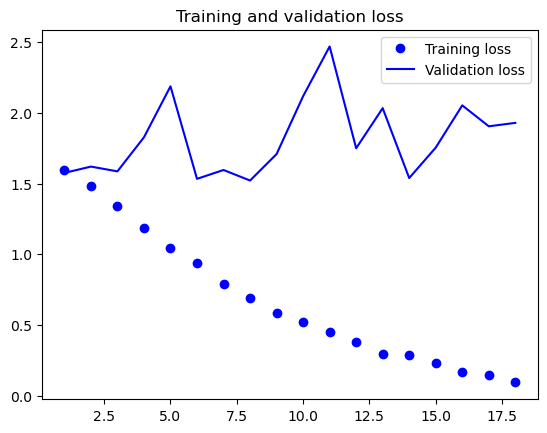 Training and validation loss
Training loss
Validation loss
2.5
2.0
1.5
1.0
0.5
0.0
2.5 5.0 7.5 10.0 12.5 15.0 17.5